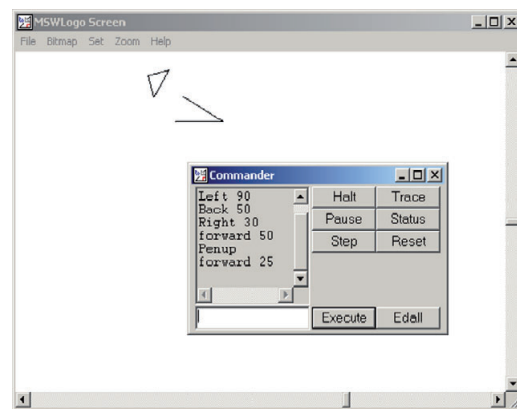 MSWLogo Screen
File Bitmap Set Zoom Help
Commander
Left 90
Back 50
Right 30
forward 50
Penup
forward 25
Halt Trace
Pause Status
Step Reset
Execute Edall